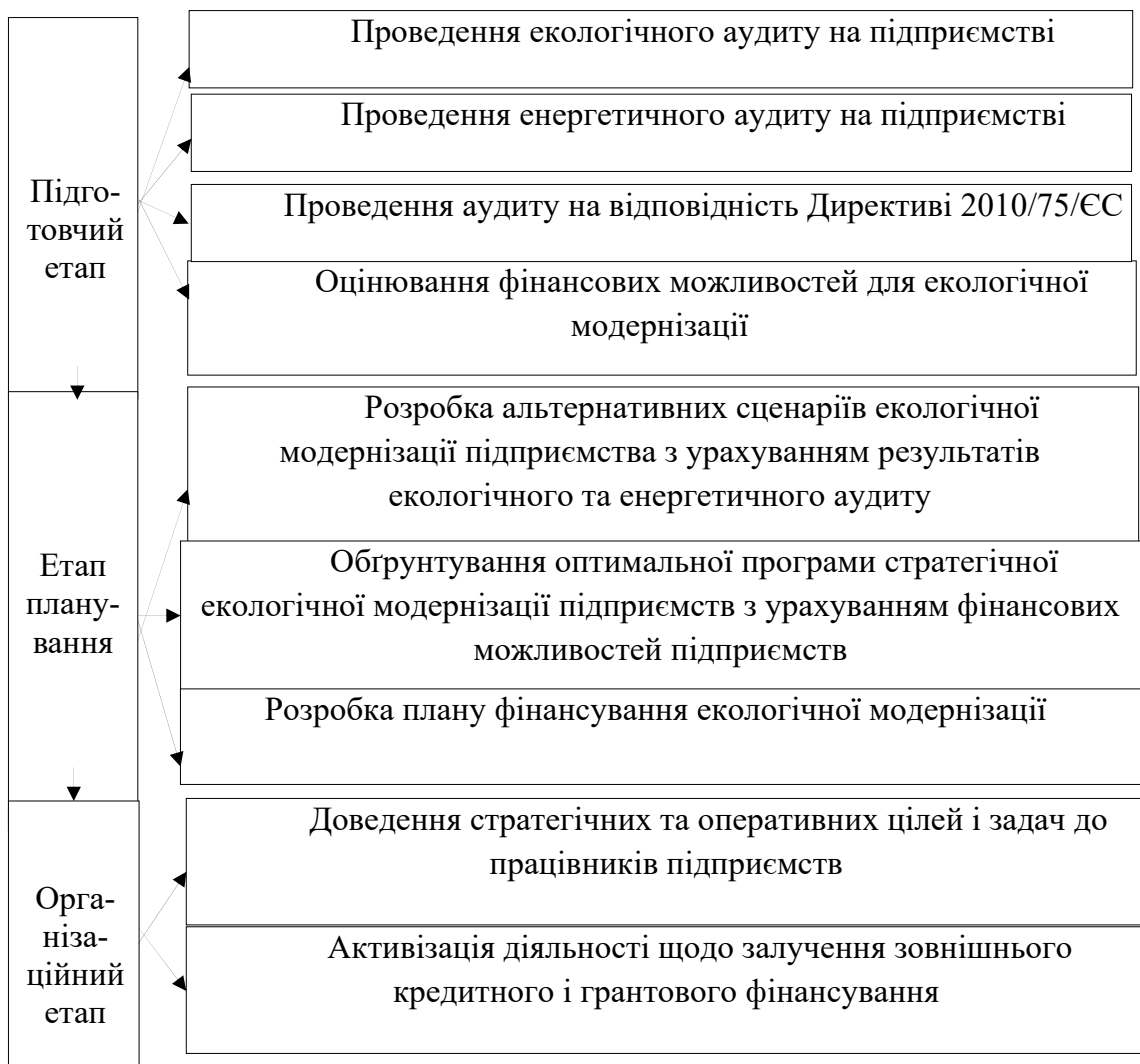 Підго-
товчий
етап
Проведення екологічного аудиту на підприємстві
Проведення енергетичного аудиту на підприємстві
Проведення аудиту на відповідність Директиві 2010/75/ЄС
Оцінювання фінансових можливостей для екологічної
модернізації
Етап
плану-
вання
Розробка альтернативних сценаріїв екологічної
модернізації підприємства з урахуванням результатів
екологічного та енергетичного аудиту
Обґрунтування оптимальної програми стратегічної
екологічної модернізації підприємств з урахуванням фінансових
можливостей підприємств
Розробка плану фінансування екологічної модернізації
Орга-
ніза-
ційний
етап
Доведення стратегічних та оперативних цілей і задач до
працівників підприємств
Активізація діяльності щодо залучення зовнішнього
кредитного і грантового фінансування